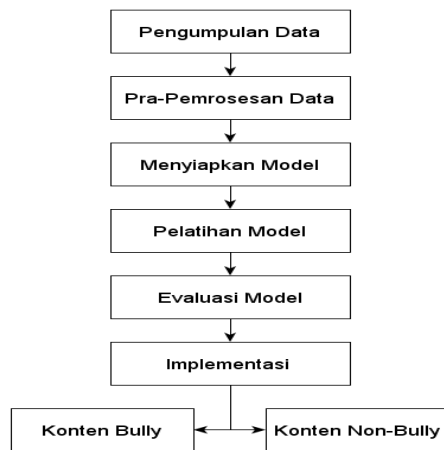 Pengumpulan Data
Pra-Pemrosesan Data
Menyiapkan Model
Pelatihan Model
Evaluasi Model
Implementasi
Konten Bully
Konten Non-Bully